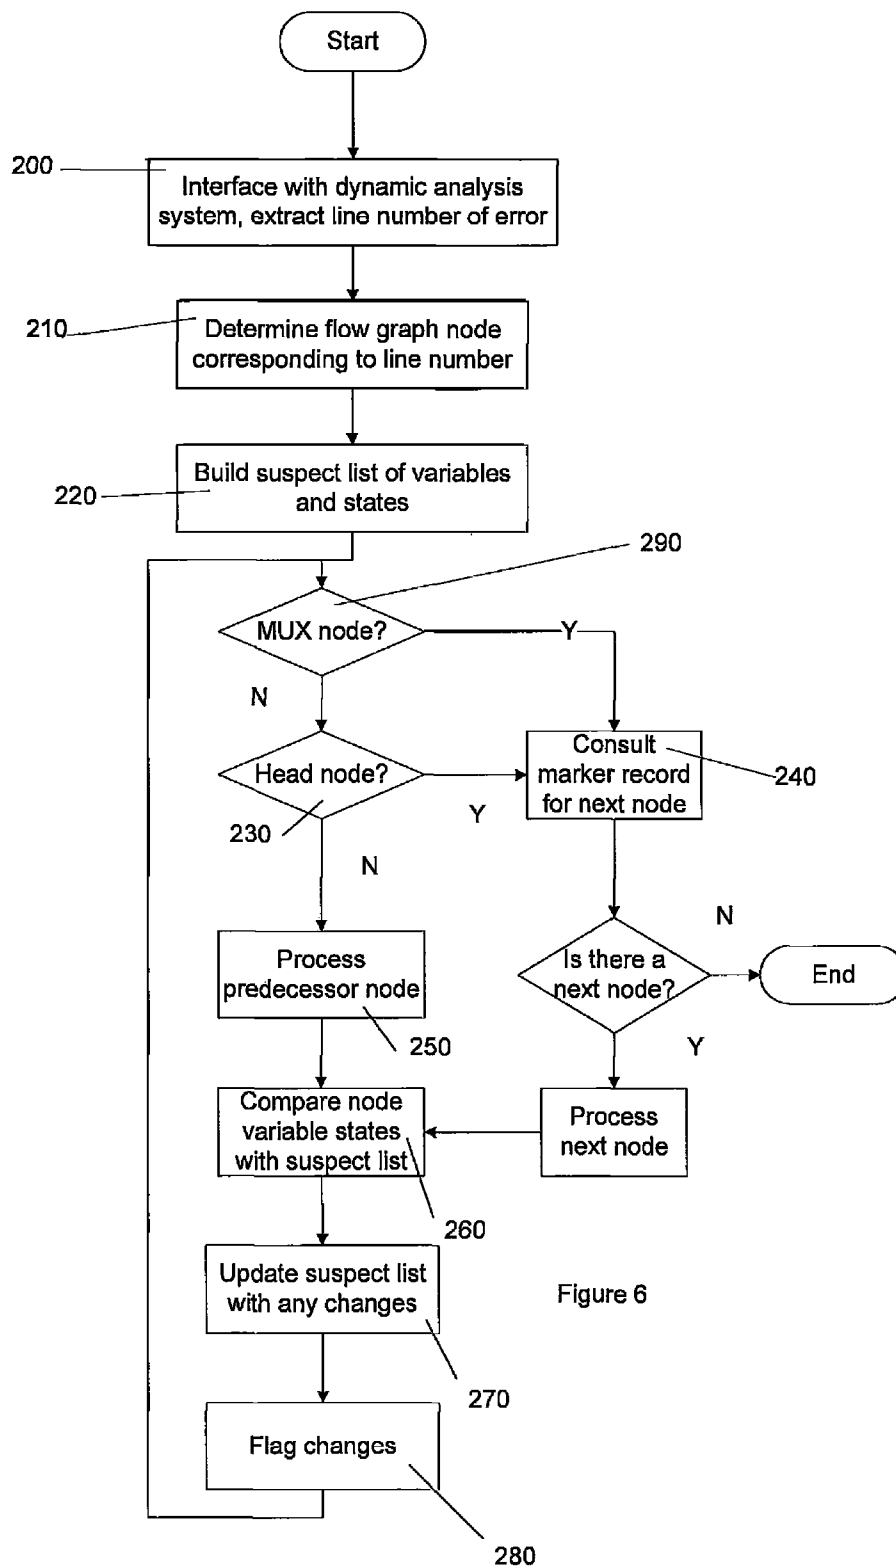 Start
200
Interface with dynamic analysis
system, extract line number of error
210
Determine flow graph node
corresponding to line number
220
Build suspect list of variables
and states
290
MUX node?
Y
N
Head node?
230
Y
Consult
marker record
for next node
240
N
Process
predecessor node
250
Is there a
next node?
N
End
Y
Compare node
variable states
with suspect list
260
Process
next node
Update suspect list
with any changes
270
Figure 6
Flag changes
280